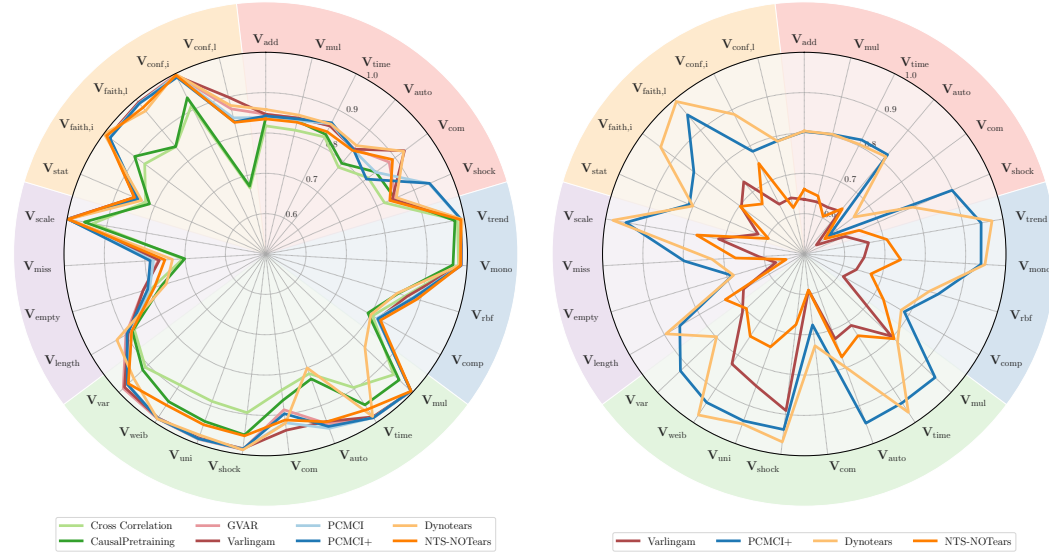 V_add
V_mul
V_time
V_auto
V_com
V_shock
V_trend
V_mono
V_rbf
V_comp
V_mul
V_time
V_auto
V_com
V_shock
V_uni
V_weib
V_var
V_length
V_empty
V_miss
V_scale
V_stat
V_faith,i
V_faith,l
V_conf,i
V_conf,l
1.0
0.9
0.8
0.7
0.6
Cross Correlation
CausalPretraining
GVAR
Varlingam
PCMCI
PCMCI+
Dynotears
NTS-NOTears
V_add
V_mul
V_time
V_auto
V_com
V_shock
V_trend
V_mono
V_rbf
V_comp
V_mul
V_time
V_auto
V_com
V_shock
V_uni
V_weib
V_var
V_length
V_empty
V_miss
V_scale
V_stat
V_faith,i
V_faith,l
V_conf,i
V_conf,l
1.0
0.9
0.8
0.7
0.6
Varlingam
PCMCI+
Dynotears
NTS-NOTears